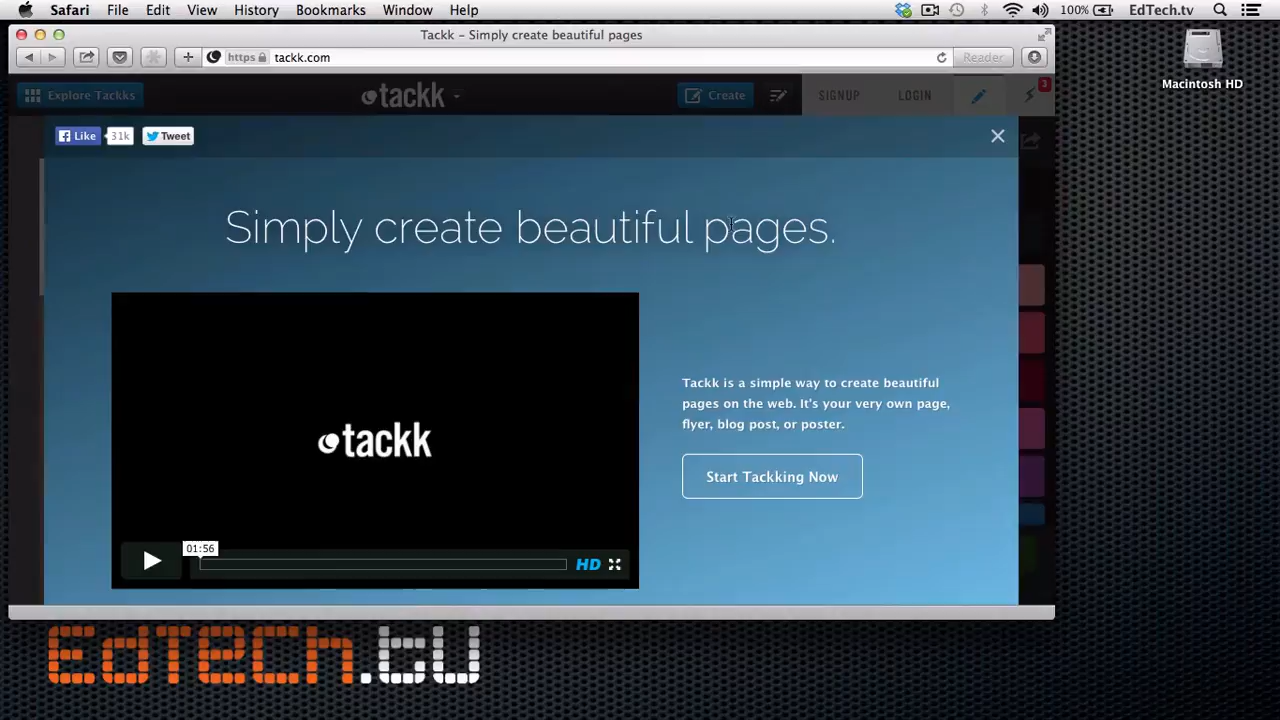 Safari File Edit View History Bookmarks Window Help 100% EdTech.tv
Tackk – Simply create beautiful pages
https tackk.com Reader
Macintosh HD
Explore Tackks tackk Create SIGNUP LOGIN 3
Like 31k Tweet
Simply create beautiful pages.
tackk
Tackk is a simple way to create beautiful
pages on the web. It's your very own page,
flyer, blog post, or poster.
Start Tackking Now
01:56
HD
EdTech.tv